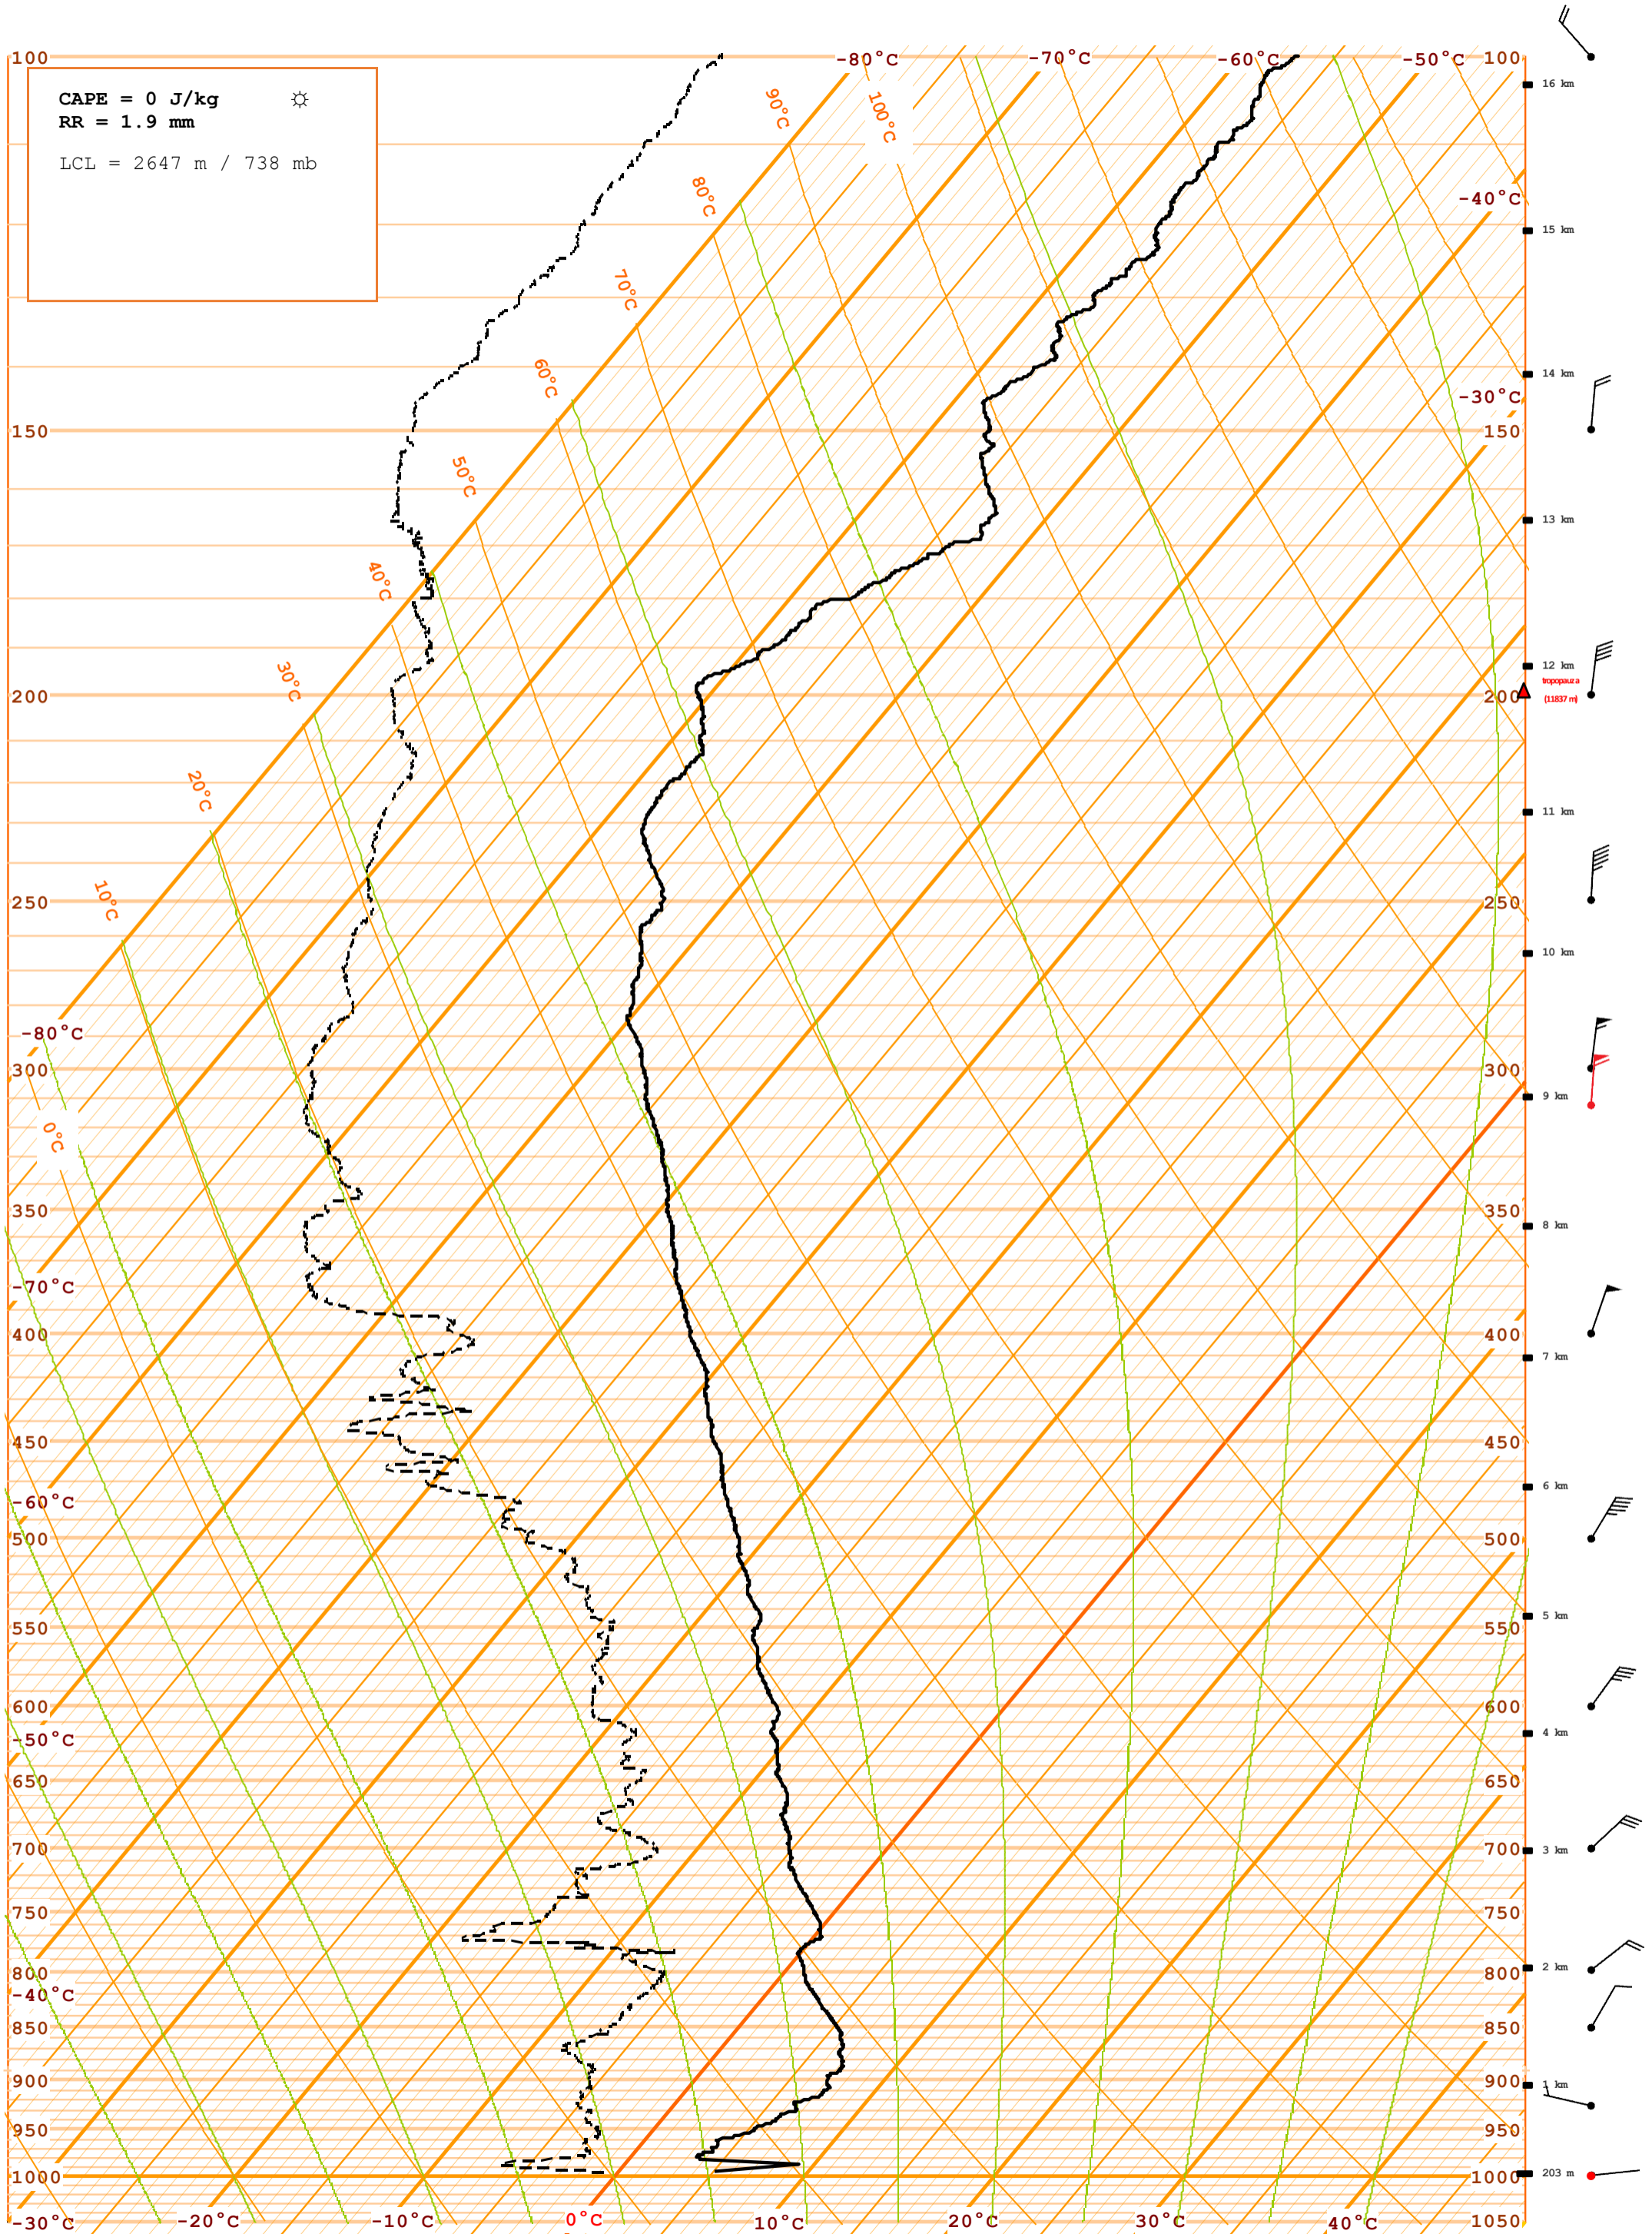 -80°C -70°C -60°C -50°C
100 100
16 km
CAPE = 0 J/kg
RR = 1.9 mm
LCL = 2647 m / 738 mb
90°C 100°C
80°C -40°C
15 km
70°C
14 km
60°C -30°C
150 150
50°C
13 km
40°C
12 km
30°C
tropopauza
200 200
(11837 m)
20°C
11 km
10°C
250 250
10 km
-80°C
300 300
9 km
0°C
350 350
8 km
-70°C
400 400
7 km
450 450
6 km
-60°C
500 500
5 km
550 550
600 600
4 km
-50°C
650 650
700 700
3 km
750 750
2 km
800 800
-40°C
850 850
900 900
1 km
950 950
1000 1000
203 m
-30°C -20°C -10°C 0°C 10°C 20°C 30°C 40°C 1050